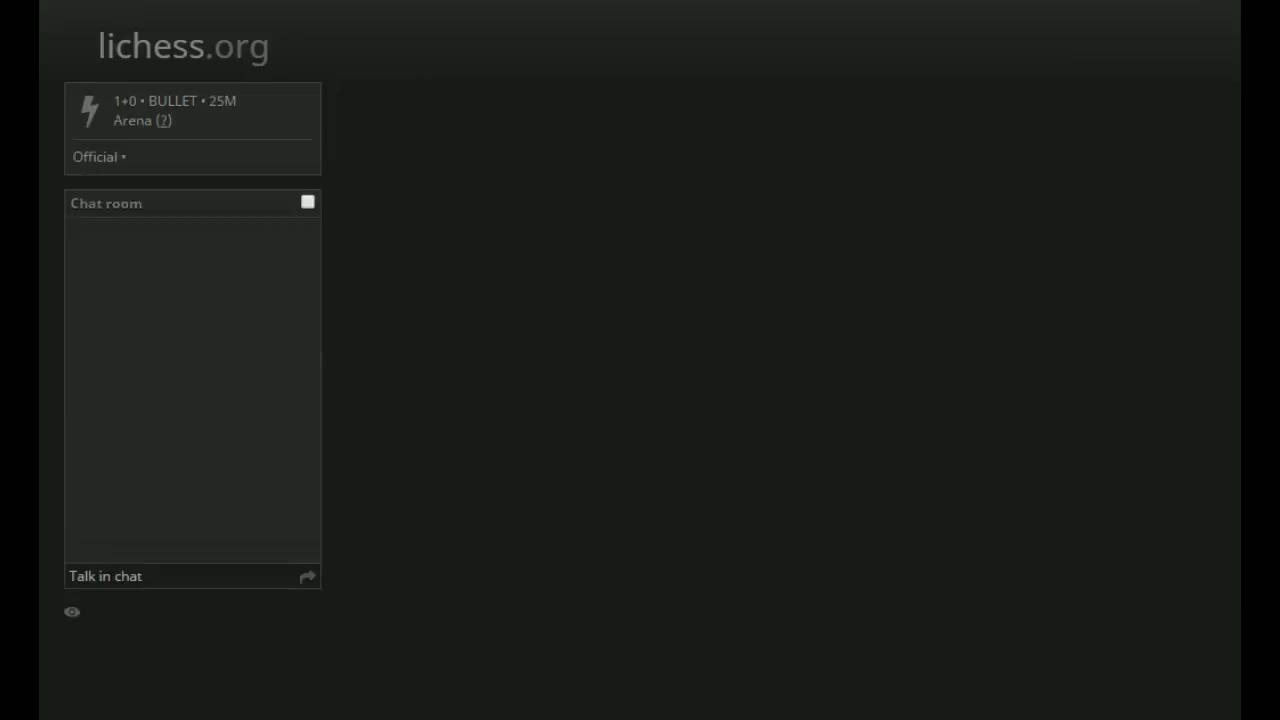 lichess.org
1+0 • BULLET • 25M
Arena (?)
Official •
Chat room
Talk in chat